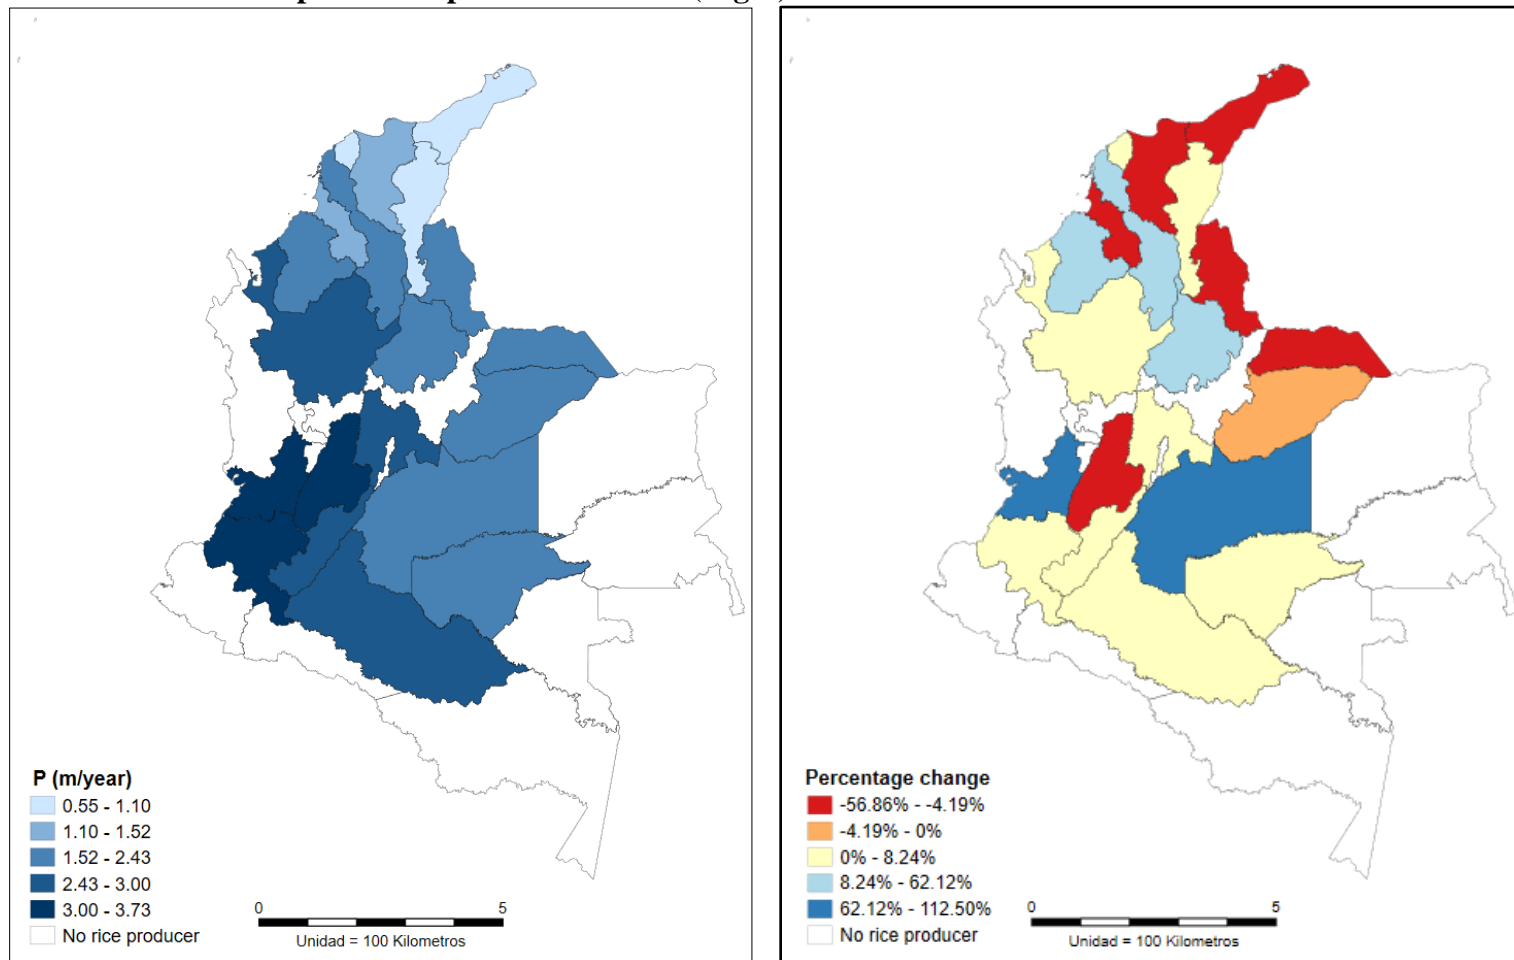 P (m/year)
0.55 - 1.10
1.10 - 1.52
1.52 - 2.43
2.43 - 3.00
3.00 - 3.73
No rice producer
0 5
Unidad = 100 Kilometros
Percentage change
-56.86% - -4.19%
-4.19% - 0%
0% - 8.24%
8.24% - 62.12%
62.12% - 112.50%
No rice producer
0 5
Unidad = 100 Kilometros